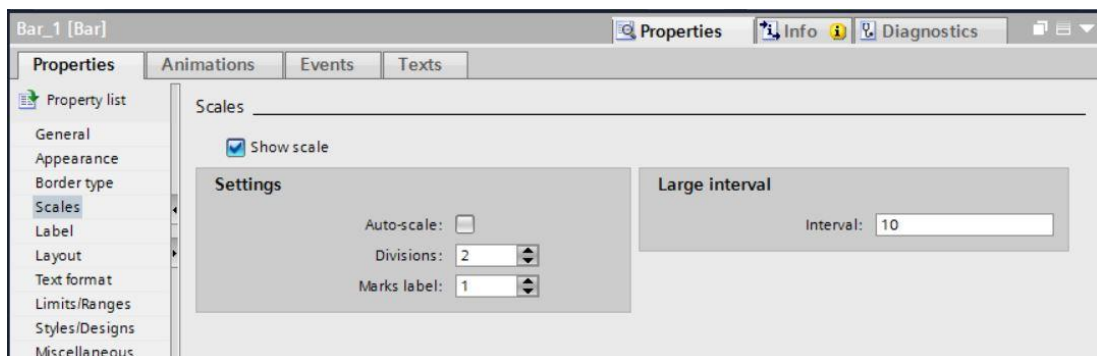 Bar_1 [Bar]
Properties Info Diagnostics
Properties Animations Events Texts
Property list
General
Appearance
Border type
Scales
Label
Layout
Text format
Limits/Ranges
Styles/Designs
Miscellaneous
Scales
Show scale
Settings
Auto-scale:
Divisions: 2
Marks label: 1
Large interval
Interval: 10